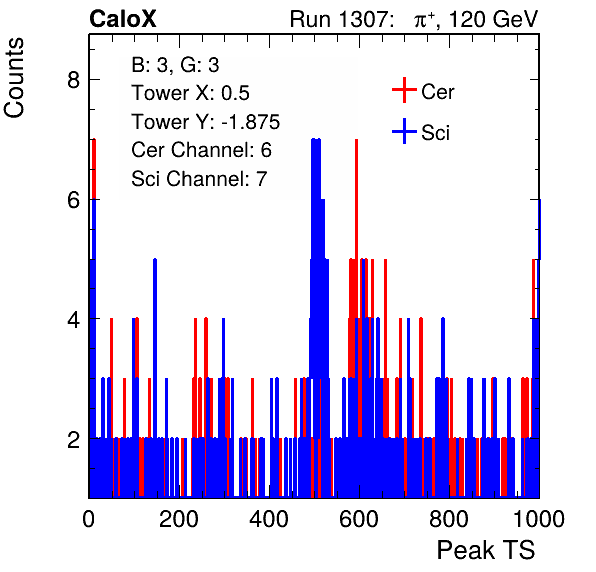 CaloX Run 1307: π+, 120 GeV
Counts
B: 3, G: 3
Tower X: 0.5
Tower Y: -1.875
Cer Channel: 6
Sci Channel: 7
Cer
Sci
8
6
4
2
0 200 400 600 800 1000
Peak TS